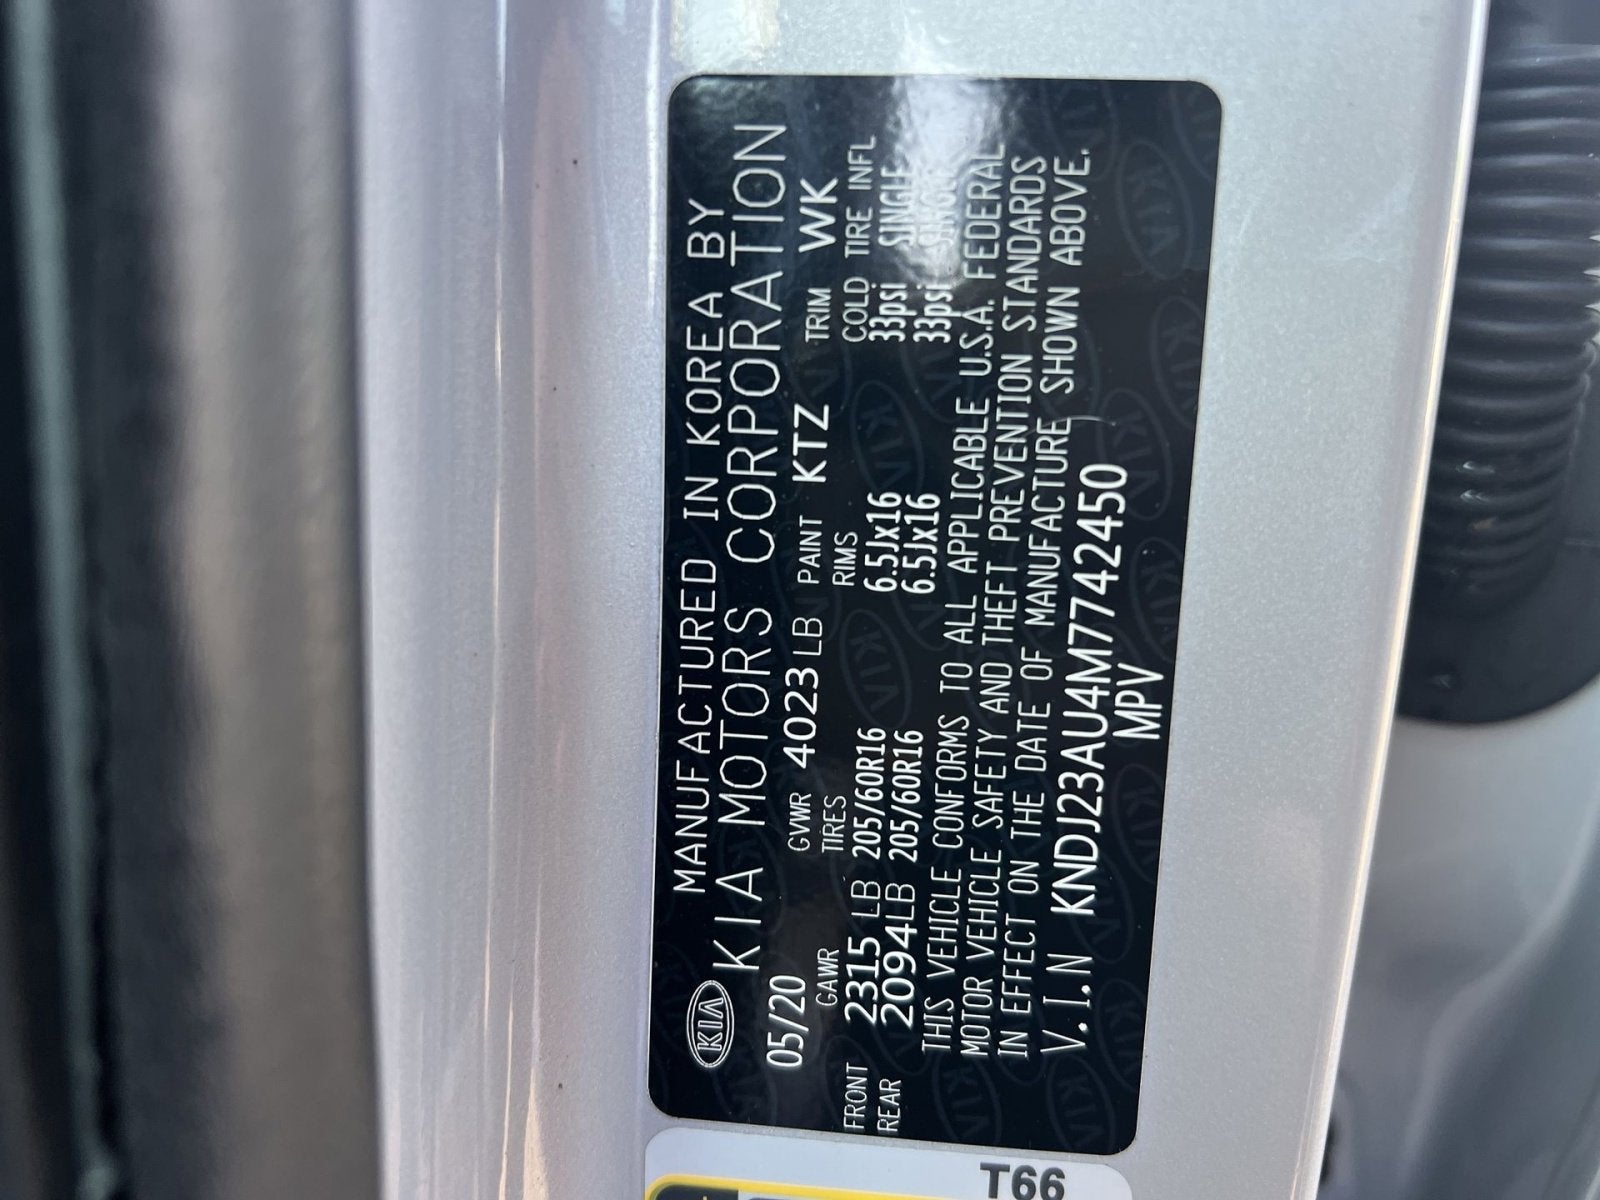 KIA MANUFACTURED IN KOREA BY
KIA MOTORS CORPORATION
05/20 GVWR 4023 LB PAINT KTZ TRIM WK
GAWR TIRES RIMS COLD TIRE INFL
FRONT 2315 LB 205/60R16 6.5Jx16 33psi SINGLE
REAR 2094LB 205/60R16 6.5Jx16 33psi SINGLE
THIS VEHICLE CONFORMS TO ALL APPLICABLE U.S.A. FEDERAL
MOTOR VEHICLE SAFETY AND THEFT PREVENTION STANDARDS
IN EFFECT ON THE DATE OF MANUFACTURE SHOWN ABOVE.
V.I.N KNDJ23AU4M7742450
MPV
T66